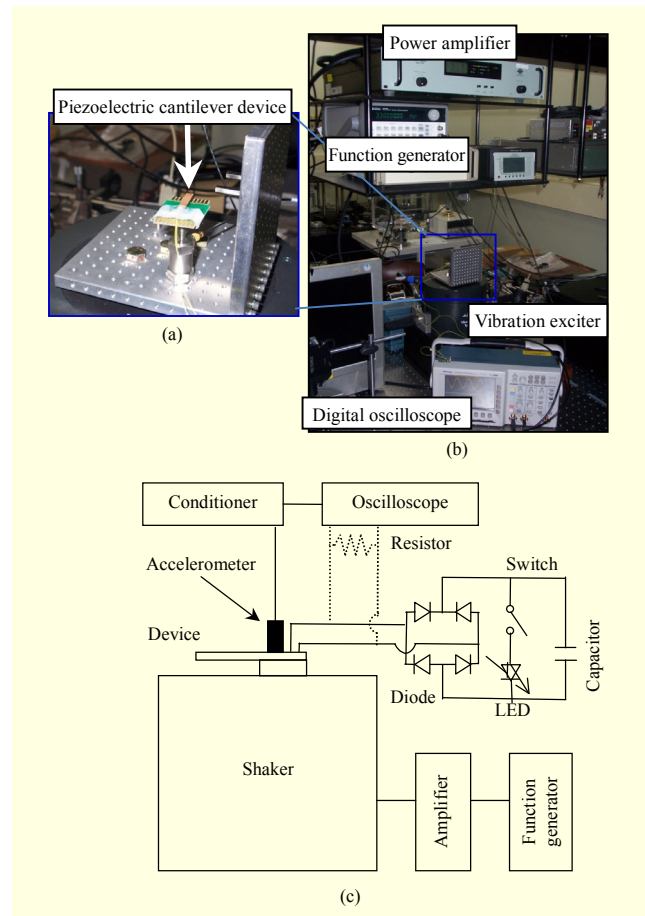 Power amplifier
Piezoelectric cantilever device
Function generator
Vibration exciter
Digital oscilloscope
(a)
(b)
Conditioner
Oscilloscope
Resistor
Accelerometer
Switch
Device
Capacitor
Diode
LED
Shaker
Amplifier
Function
generator
(c)